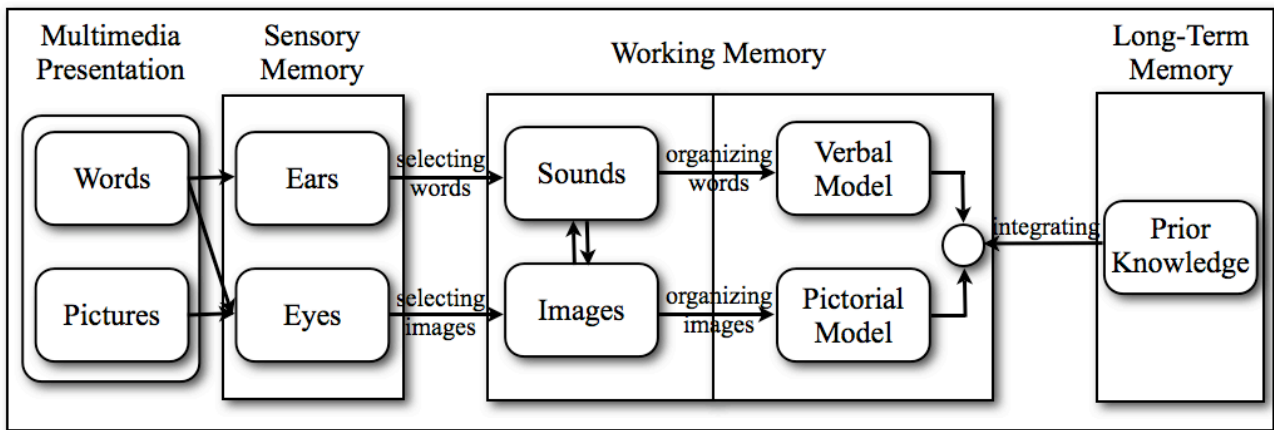 Multimedia
Presentation
Sensory
Memory
Working Memory
Long-Term
Memory
Words
Ears
selecting
words
Sounds
organizing
words
Verbal
Model
integrating
Prior
Knowledge
Pictures
Eyes
selecting
images
Images
organizing
images
Pictorial
Model